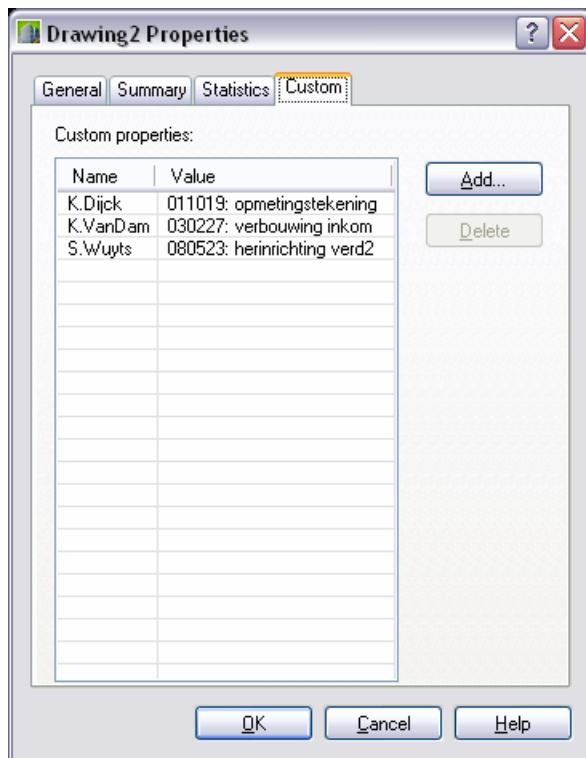 Drawing2 Properties
General Summary Statistics Custom
Custom properties:
Name Value
K.Dijck 011019: opmetingstekening
K.VanDam 030227: verbouwing inkom
S.Wuyts 080523: herinrichting verd2
Add...
Delete
OK Cancel Help